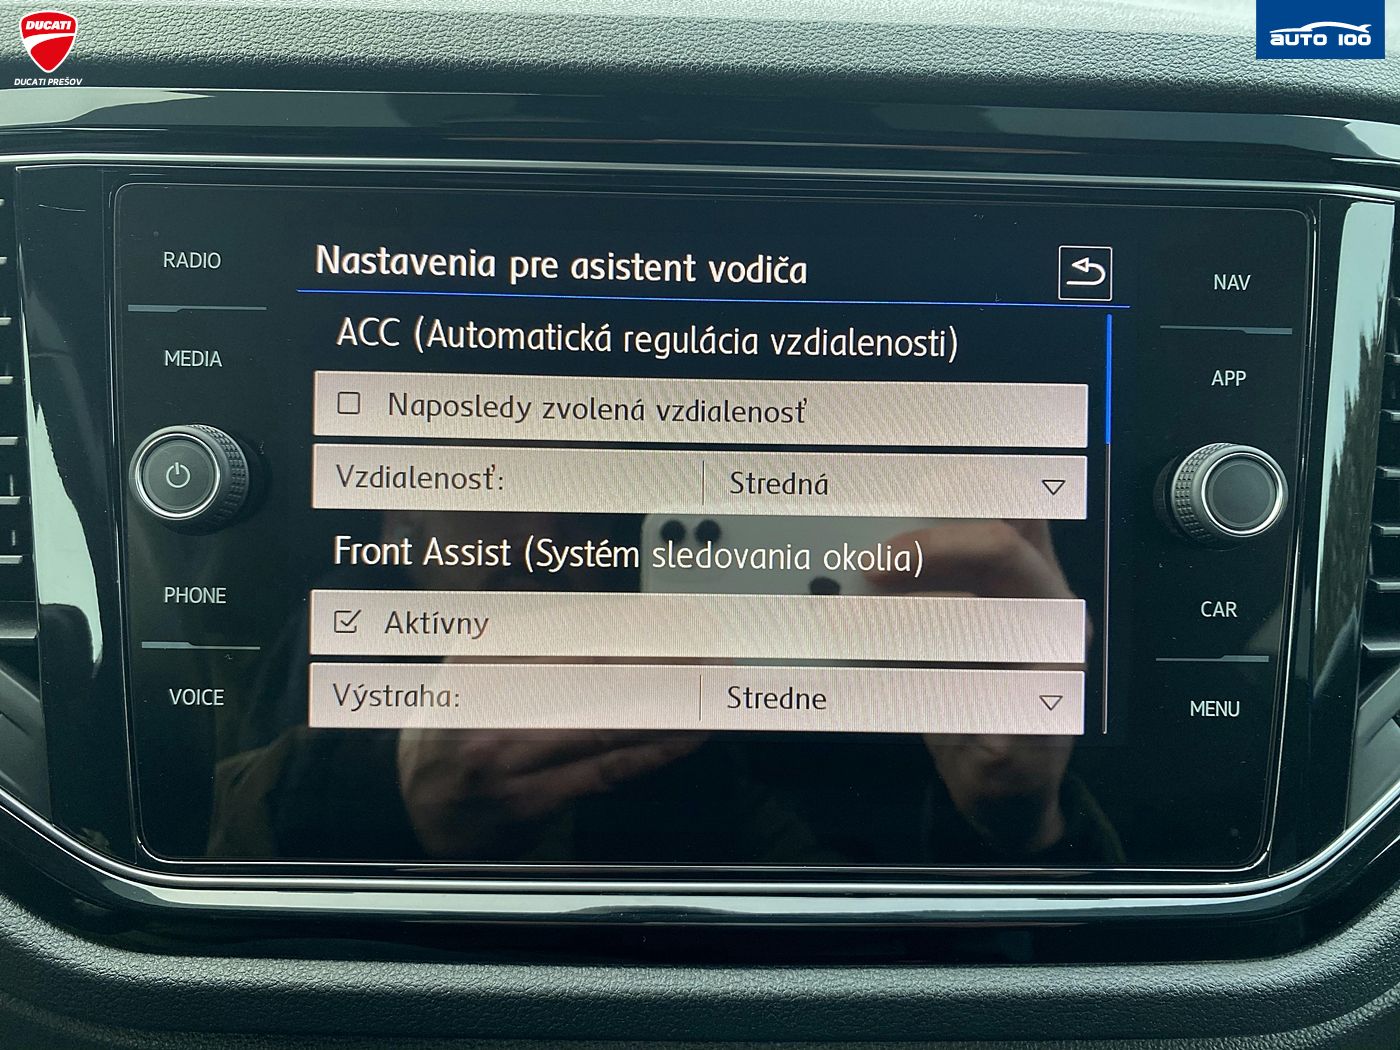 DUCATI
DUCATI PREŠOV
AUTO 100
RADIO
MEDIA
PHONE
VOICE
Nastavenia pre asistent vodiča
ACC (Automatická regulácia vzdialenosti)
Naposledy zvolená vzdialenosť
Vzdialenosť: Stredná
Front Assist (Systém sledovania okolia)
Aktívny
Výstraha: Stredne
NAV
APP
CAR
MENU